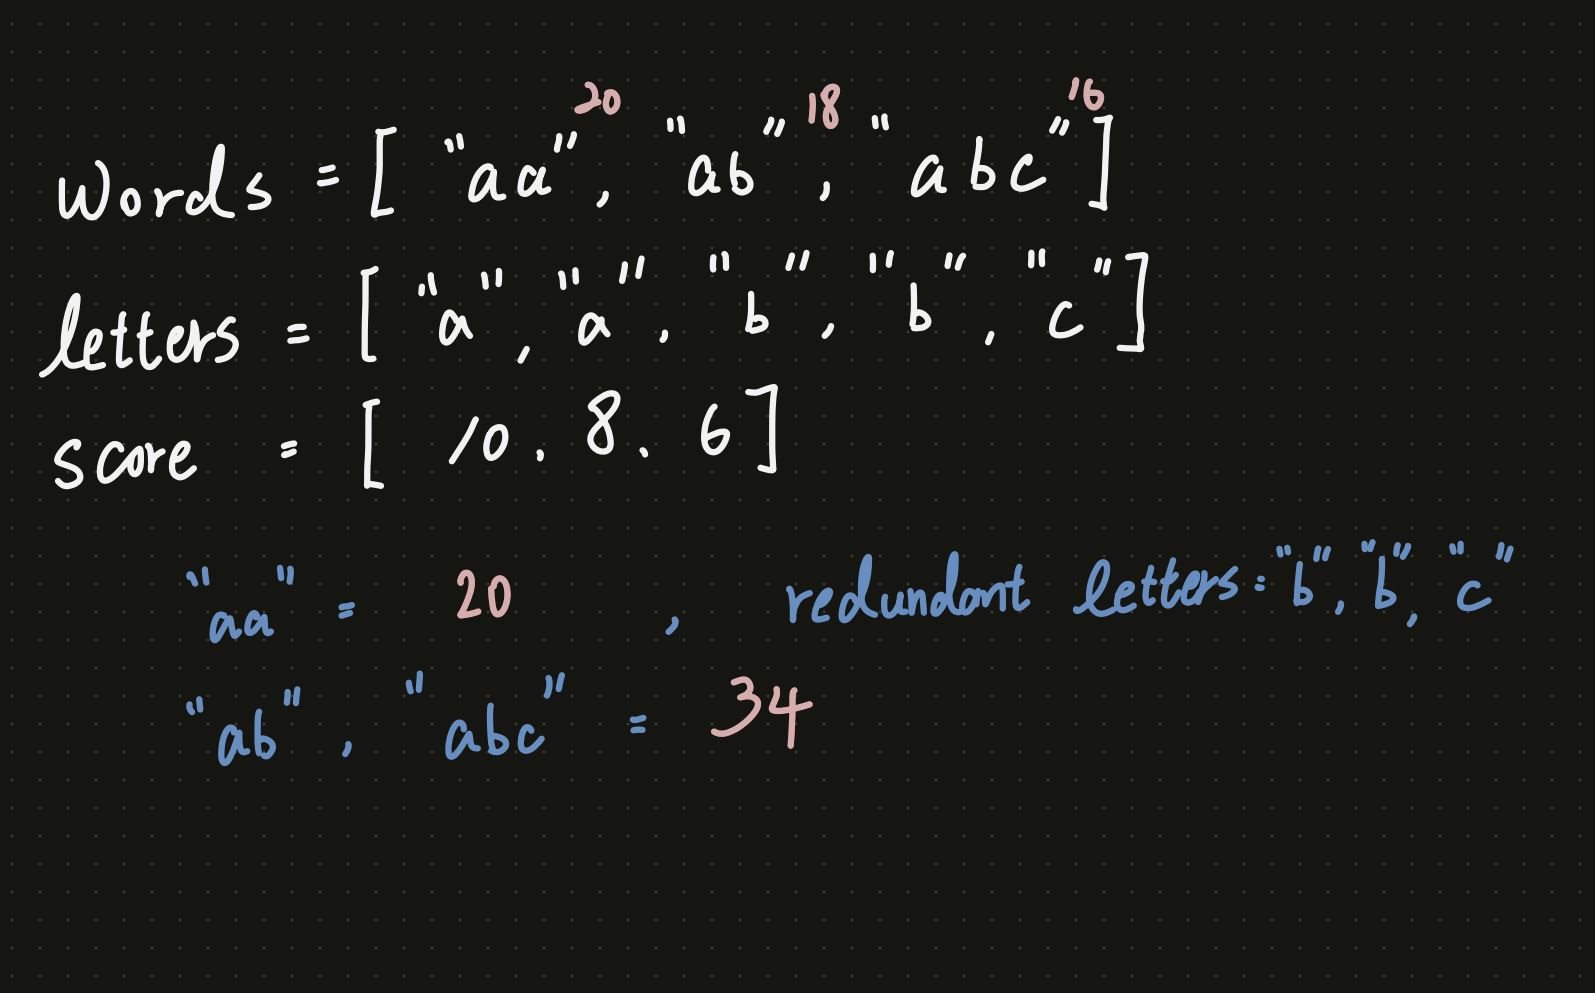 20 18 16
words = [ "aa", "ab", "abc" ]
letters = [ "a", "a", "b", "b", "c" ]
score = [ 10. 8. 6 ]
"aa" = 20 , redundant letters = "b", "b", "c"
"ab", "abc" = 34